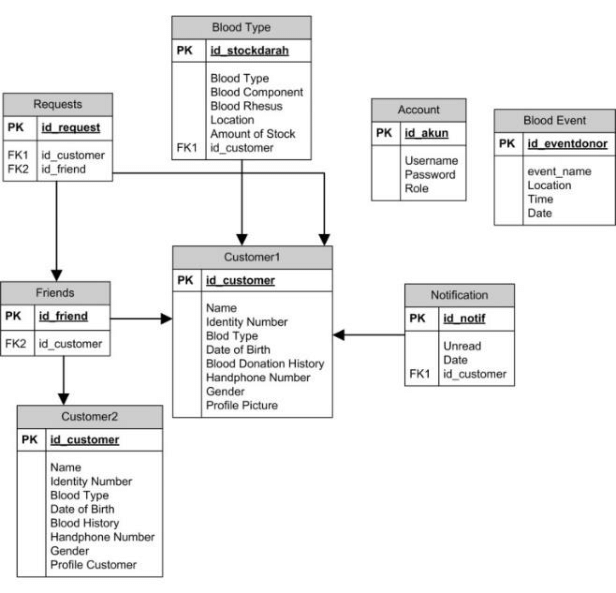 Blood Type
PK id_stockdarah
Blood Type
Blood Component
Blood Rhesus
Location
Amount of Stock
FK1 id_customer
Requests
PK id_request
FK1 id_customer
FK2 id_friend
Account
PK id_akun
Username
Password
Role
Blood Event
PK id_eventdonor
event_name
Location
Time
Date
Customer1
PK id_customer
Name
Identity Number
Blod Type
Date of Birth
Blood Donation History
Handphone Number
Gender
Profile Picture
Friends
PK id_friend
FK2 id_customer
Notification
PK id_notif
Unread
Date
FK1 id_customer
Customer2
PK id_customer
Name
Identity Number
Blood Type
Date of Birth
Blood History
Handphone Number
Gender
Profile Customer